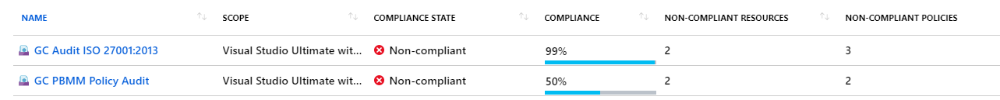 NAME SCOPE COMPLIANCE STATE COMPLIANCE NON-COMPLIANT RESOURCES NON-COMPLIANT POLICIES
GC Audit ISO 27001:2013 Visual Studio Ultimate wit... Non-compliant 99% 2 3
GC PBMM Policy Audit Visual Studio Ultimate wit... Non-compliant 50% 2 2